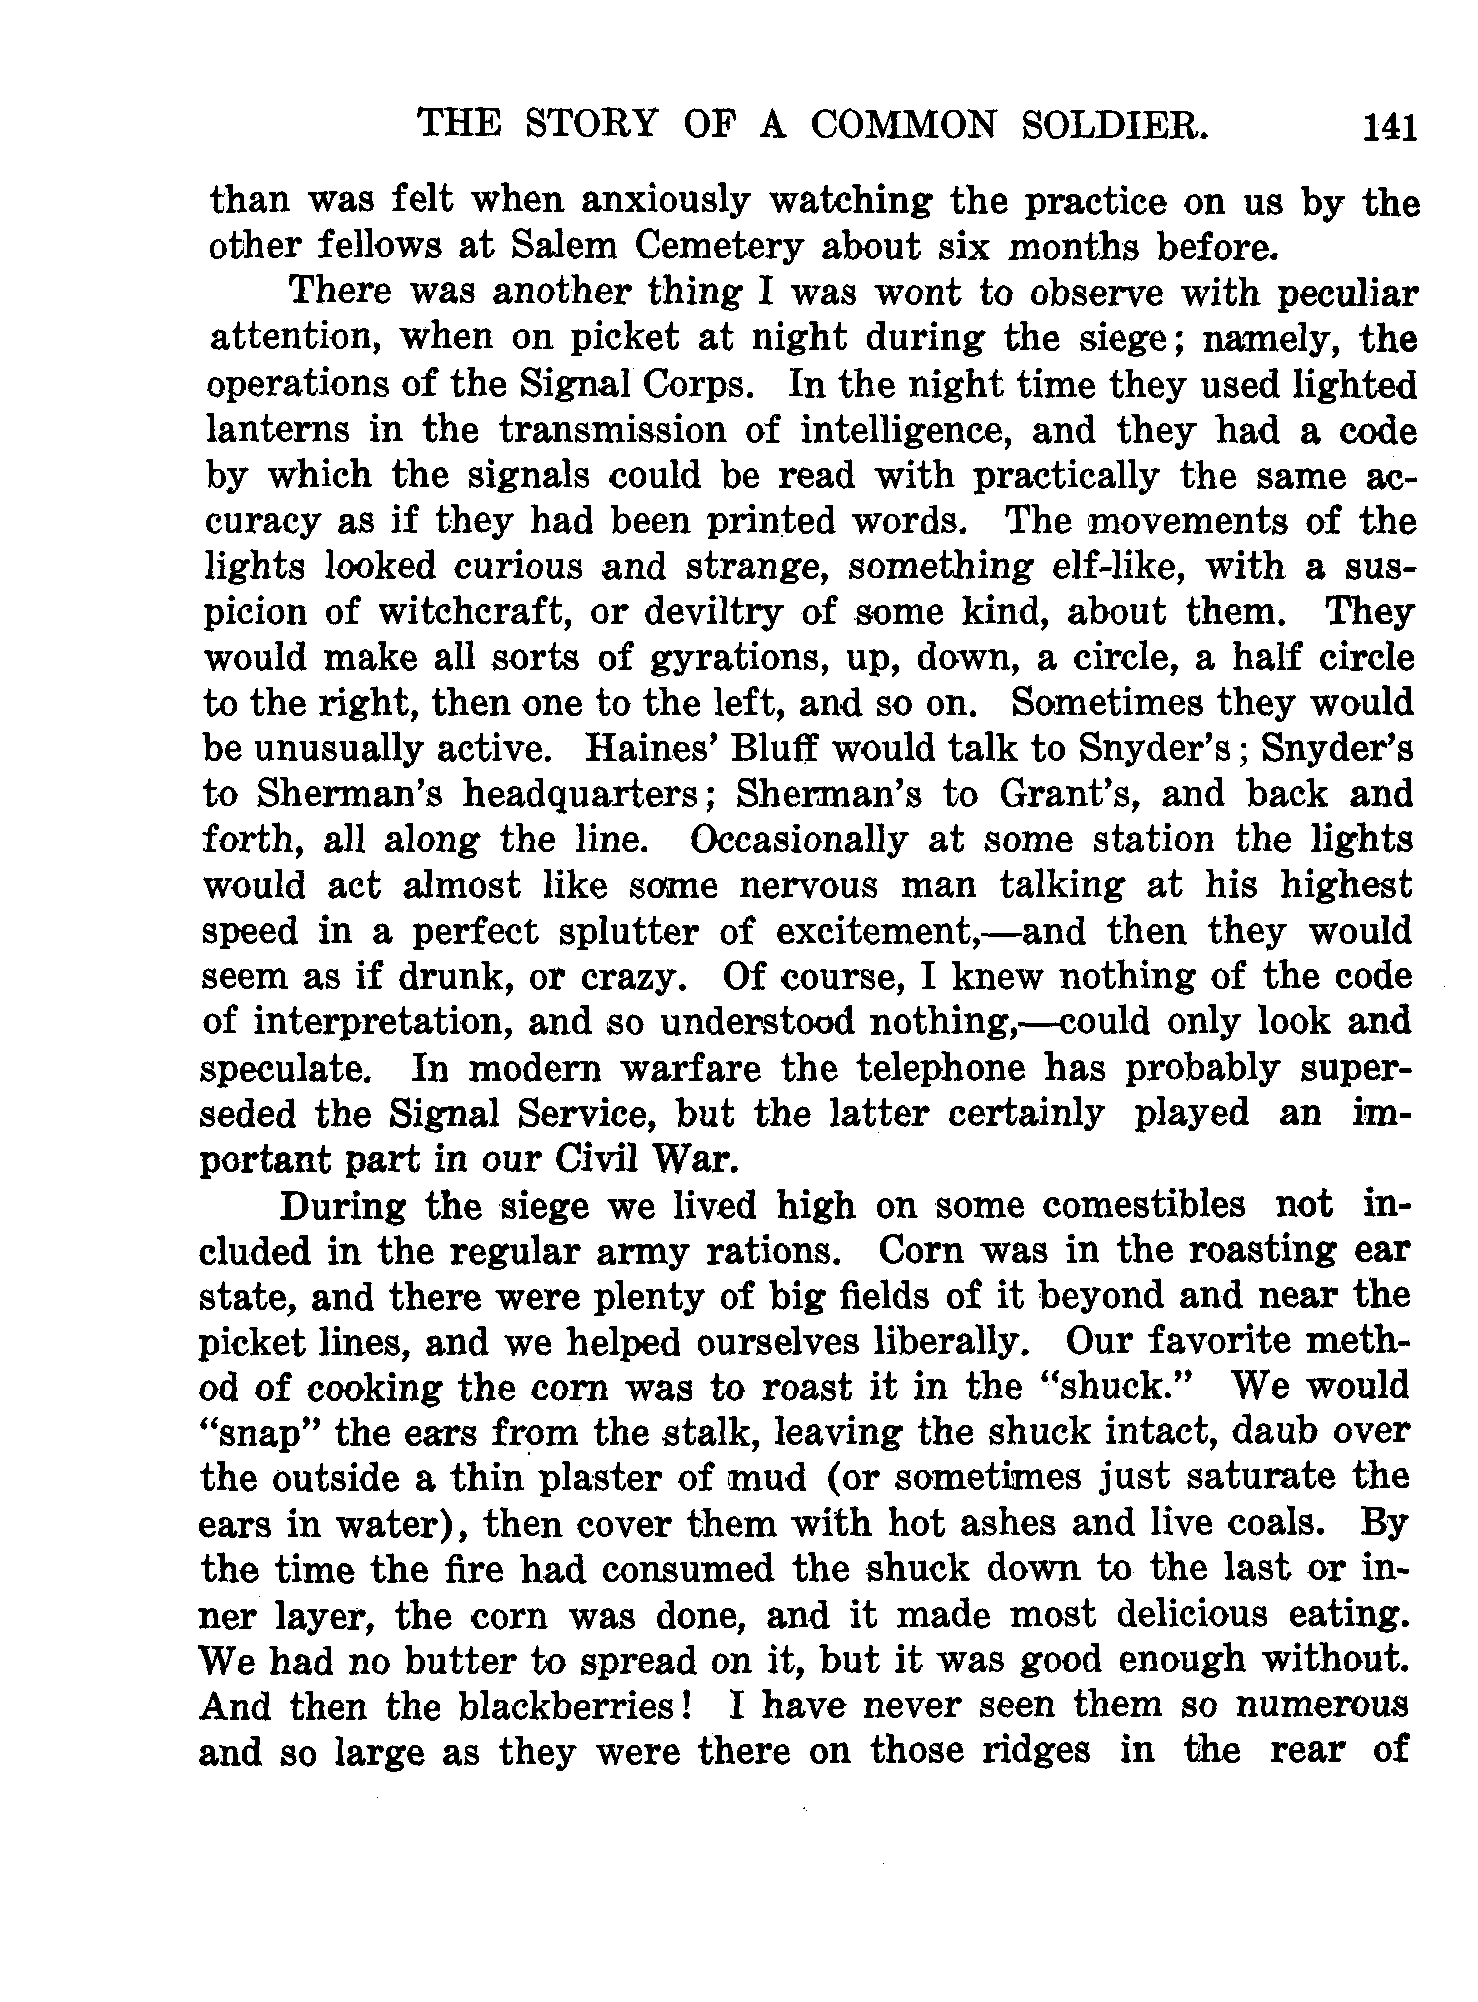 THE STORY OF A COMMON SOLDIER. 141
than was felt when anxiously watching the practice on us by the
other fellows at Salem Cemetery about six months before.
There was another thing I was wont to observe with peculiar
attention, when on picket at night during the siege; namely, the
operations of the Signal Corps. In the night time they used lighted
lanterns in the transmission of intelligence, and they had a code
by which the signals could be read with practically the same ac-
curacy as if they had been printed words. The movements of the
lights looked curious and strange, something elf-like, with a sus-
picion of witchcraft, or deviltry of some kind, about them. They
would make all sorts of gyrations, up, down, a circle, a half circle
to the right, then one to the left, and so on. Sometimes they would
be unusually active. Haines' Bluff would talk to Snyder's; Snyder's
to Sherman's headquarters; Sherman's to Grant's, and back and
forth, all along the line. Occasionally at some station the lights
would act almost like some nervous man talking at his highest
speed in a perfect splutter of excitement,—and then they would
seem as if drunk, or crazy. Of course, I knew nothing of the code
of interpretation, and so understood nothing,—could only look and
speculate. In modern warfare the telephone has probably super-
seded the Signal Service, but the latter certainly played an im-
portant part in our Civil War.
During the siege we lived high on some comestibles not in-
cluded in the regular army rations. Corn was in the roasting ear
state, and there were plenty of big fields of it beyond and near the
picket lines, and we helped ourselves liberally. Our favorite meth-
od of cooking the corn was to roast it in the “shuck.” We would
“snap” the ears from the stalk, leaving the shuck intact, daub over
the outside a thin plaster of mud (or sometimes just saturate the
ears in water), then cover them with hot ashes and live coals. By
the time the fire had consumed the shuck down to the last or in-
ner layer, the corn was done, and it made most delicious eating.
We had no butter to spread on it, but it was good enough without.
And then the blackberries! I have never seen them so numerous
and so large as they were there on those ridges in the rear of